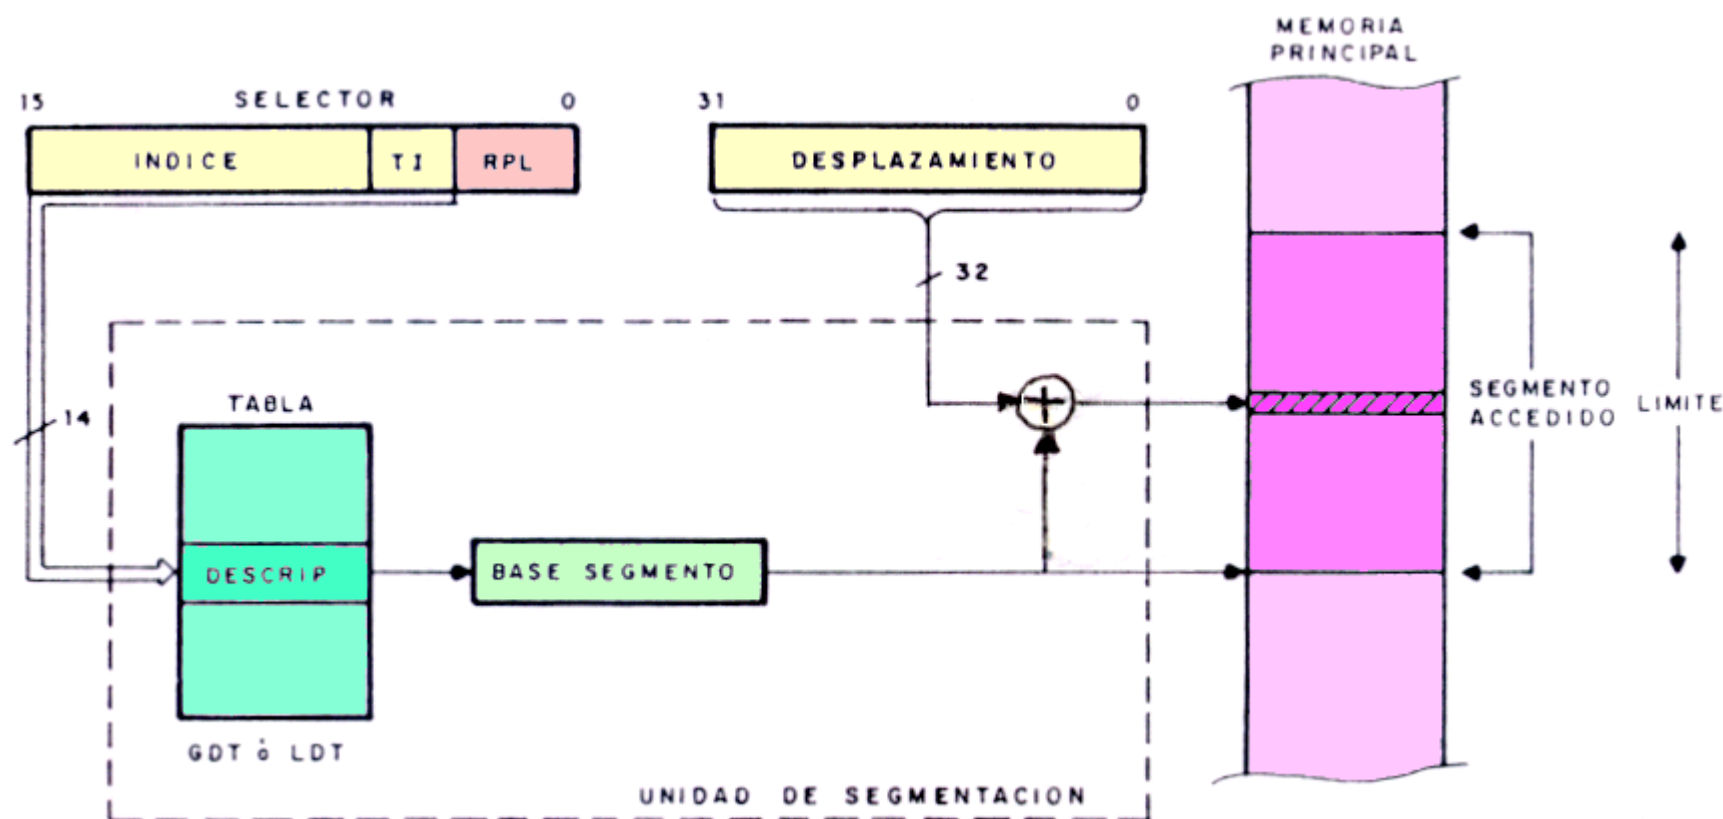 MEMORIA
PRINCIPAL
15 SELECTOR 0
31 0
INDICE TI RPL
DESPLAZAMIENTO
32
14
TABLA
DESCRIP
BASE SEGMENTO
GDT ó LDT
UNIDAD DE SEGMENTACION
SEGMENTO
ACCEDIDO
LIMITE